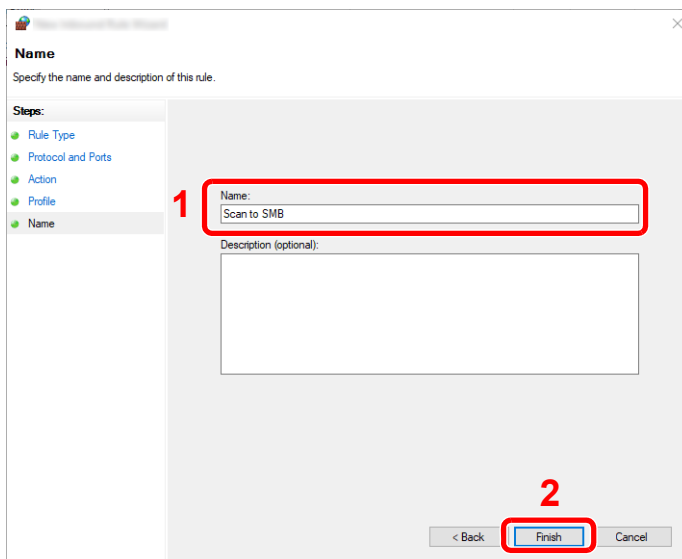 Name
Specify the name and description of this rule.
Steps:
Rule Type
Protocol and Ports
Action
Profile
Name
1
Name:
Scan to SMB
Description (optional):
2
< Back
Finish
Cancel